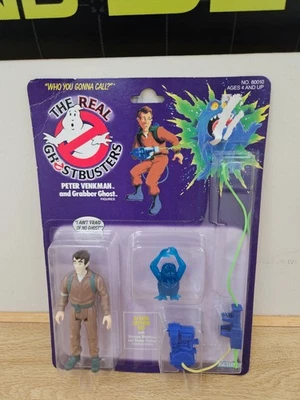 "WHO YOU GONNA CALL?"
NO. 80010
AGES 4 AND UP
THE REAL
GHOSTBUSTERS
PETER VENKMAN
and Grabber Ghost
FIGURES
"I AIN'T 'FRAID
OF NO GHOST"